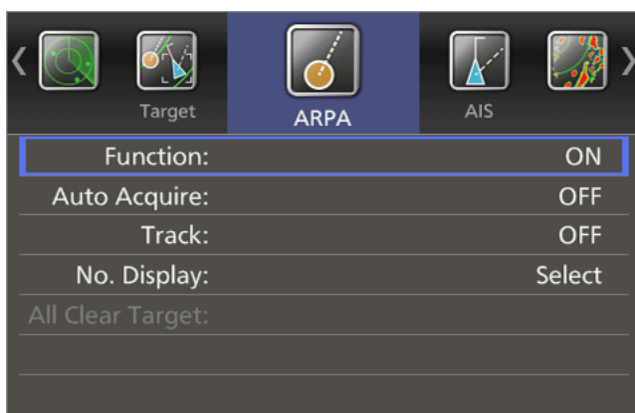 Target
ARPA
AIS
Function: ON
Auto Acquire: OFF
Track: OFF
No. Display: Select
All Clear Target: